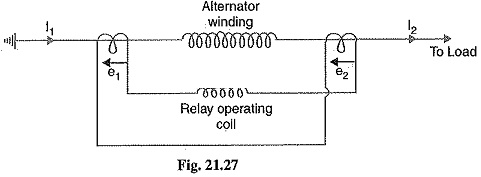 Alternator
winding
I1
I2
To Load
e1
e2
Relay operating
coil
Fig. 21.27